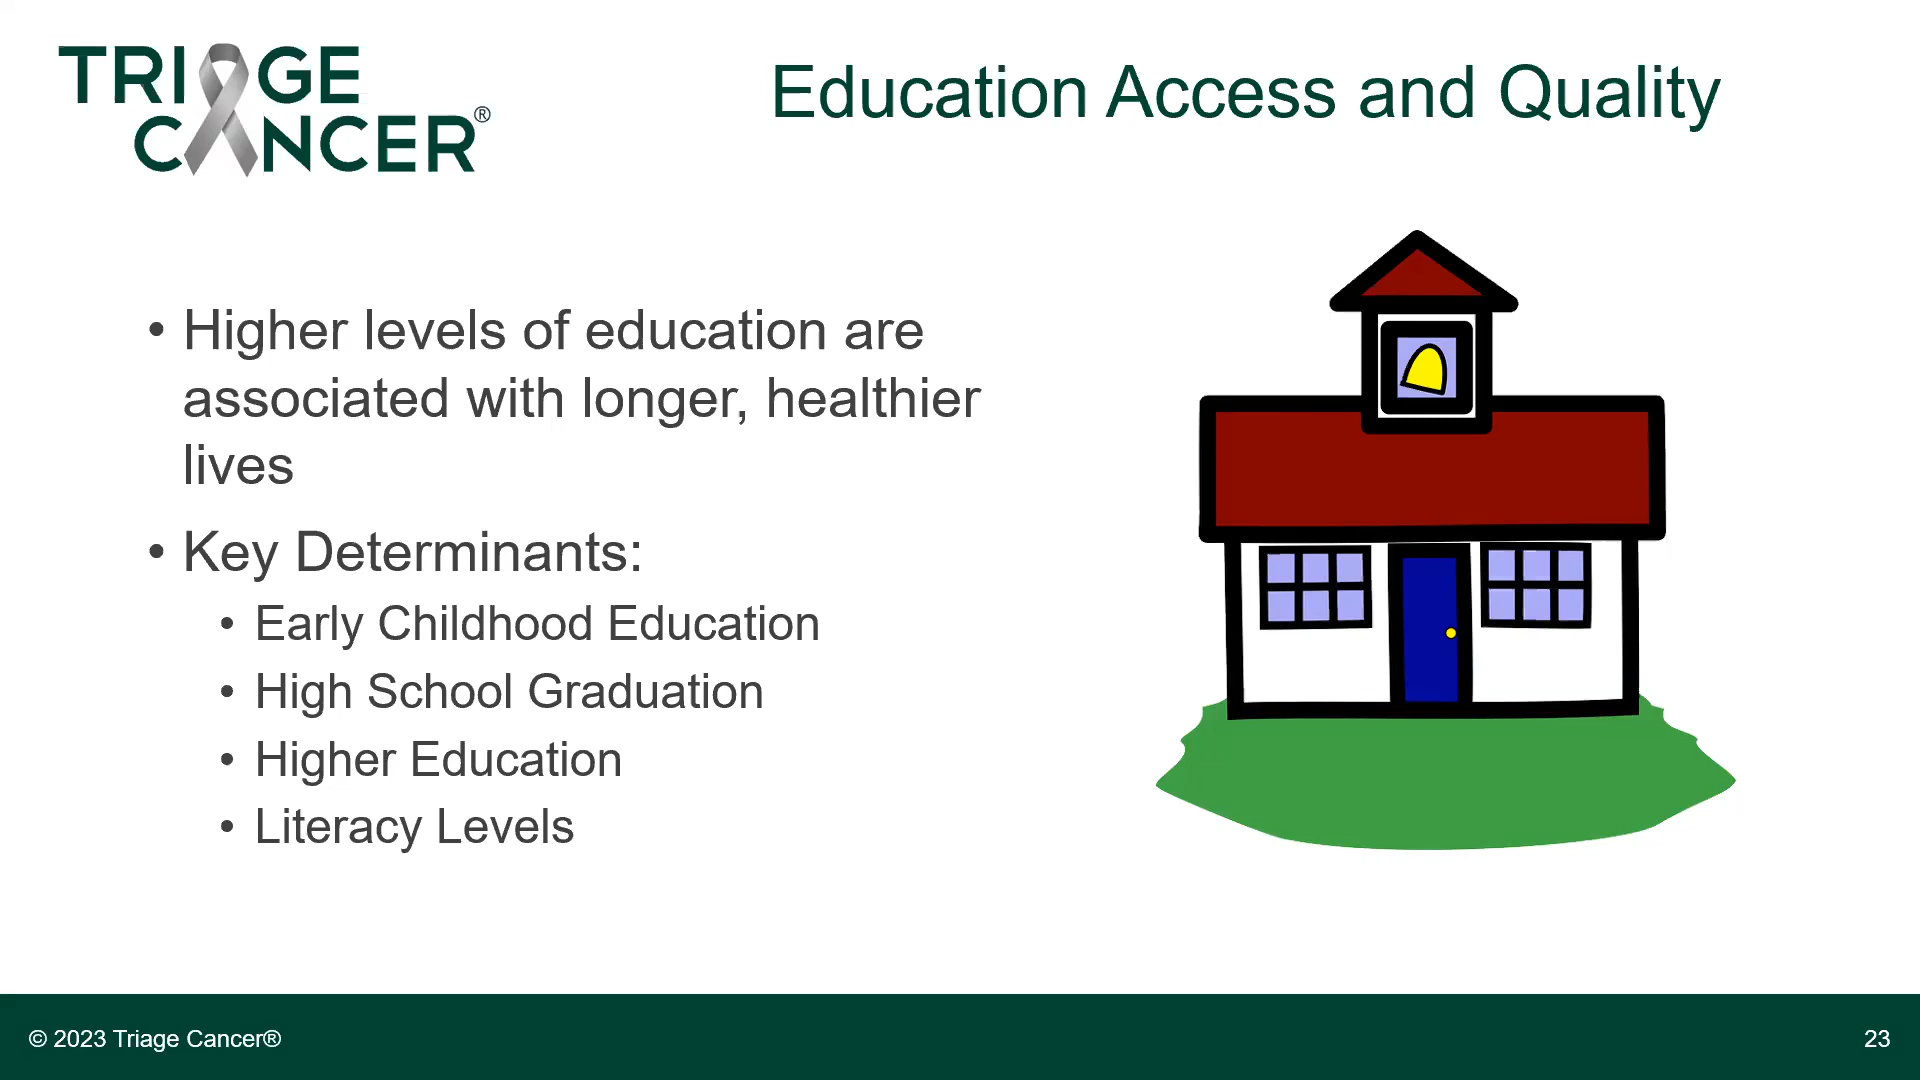 TRIAGE
CANCER®
Education Access and Quality
• Higher levels of education are
associated with longer, healthier
lives
• Key Determinants:
• Early Childhood Education
• High School Graduation
• Higher Education
• Literacy Levels
© 2023 Triage Cancer®
23